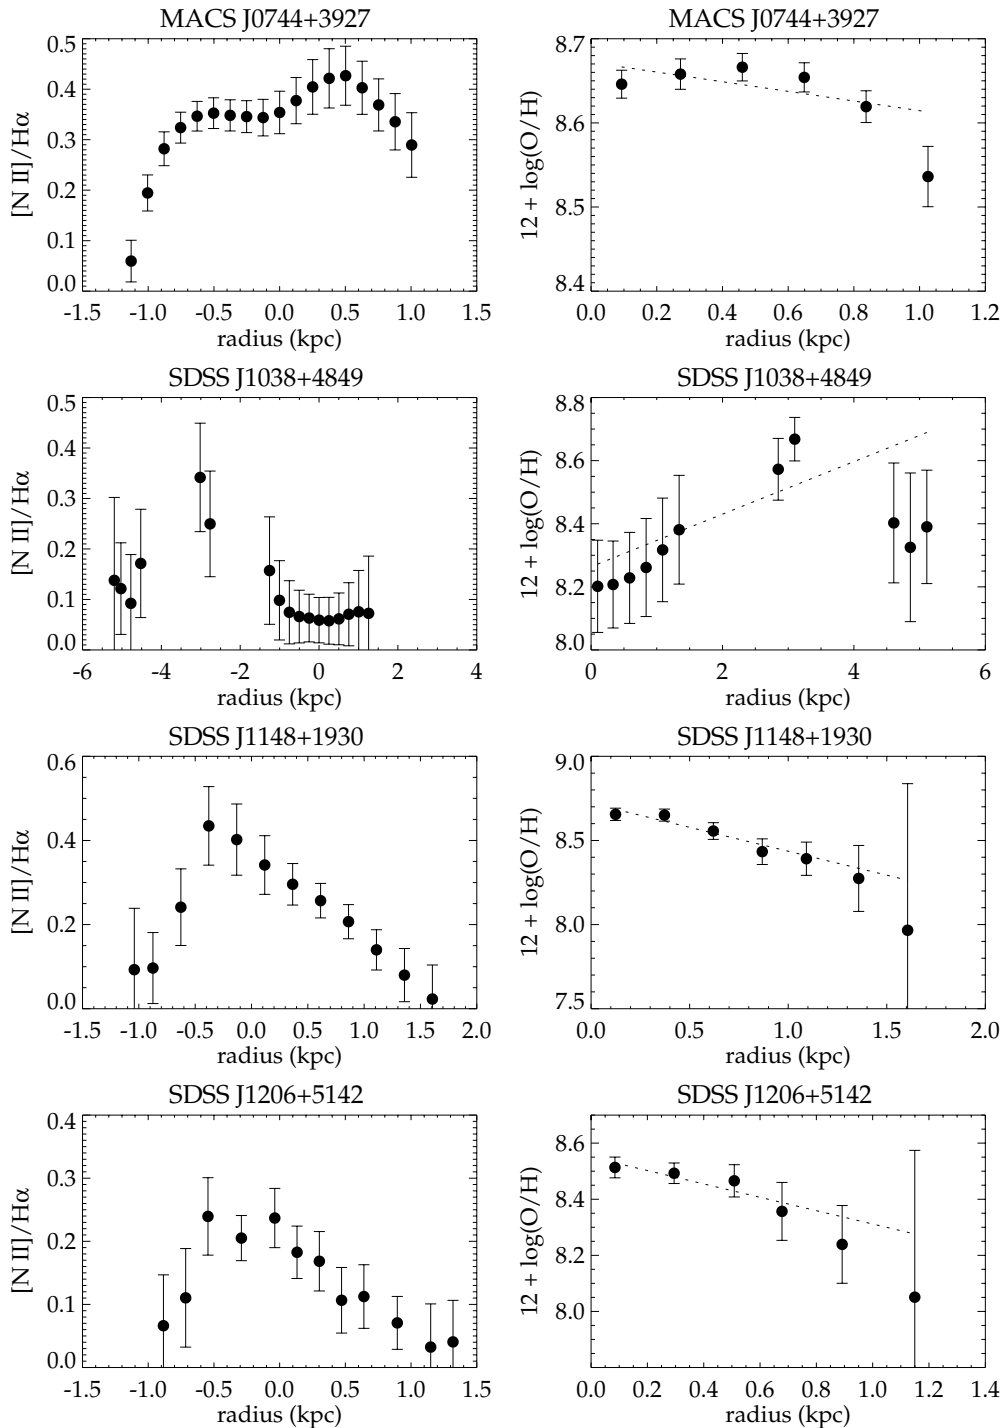 MACS J0744+3927
MACS J0744+3927
0.5
0.4
0.3
0.2
0.1
0.0
[N II]/Hα
-1.5 -1.0 -0.5 0.0 0.5 1.0 1.5
radius (kpc)
8.7
8.6
8.5
8.4
12 + log(O/H)
0.0 0.2 0.4 0.6 0.8 1.0 1.2
radius (kpc)
SDSS J1038+4849
SDSS J1038+4849
0.5
0.4
0.3
0.2
0.1
0.0
[N II]/Hα
-6 -4 -2 0 2 4
radius (kpc)
8.8
8.6
8.4
8.2
8.0
12 + log(O/H)
0 2 4 6
radius (kpc)
SDSS J1148+1930
SDSS J1148+1930
0.6
0.4
0.2
0.0
[N II]/Hα
-1.5 -1.0 -0.5 0.0 0.5 1.0 1.5 2.0
radius (kpc)
9.0
8.5
8.0
7.5
12 + log(O/H)
0.0 0.5 1.0 1.5 2.0
radius (kpc)
SDSS J1206+5142
SDSS J1206+5142
0.4
0.3
0.2
0.1
0.0
[N II]/Hα
-1.5 -1.0 -0.5 0.0 0.5 1.0 1.5
radius (kpc)
8.6
8.4
8.2
8.0
12 + log(O/H)
0.0 0.2 0.4 0.6 0.8 1.0 1.2 1.4
radius (kpc)